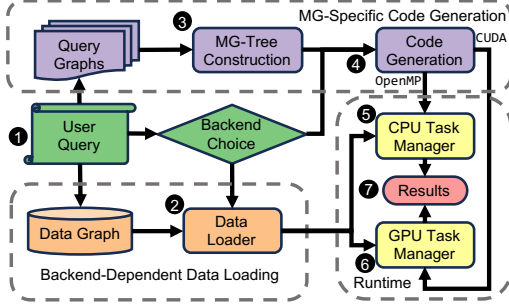 3
MG-Specific Code Generation
Query
Graphs
MG-Tree
Construction
4
Code
Generation
CUDA
OpenMP
1
User
Query
Backend
Choice
5
CPU Task
Manager
2
7
Results
Data Graph
Data
Loader
GPU Task
Manager
6
Backend-Dependent Data Loading
Runtime